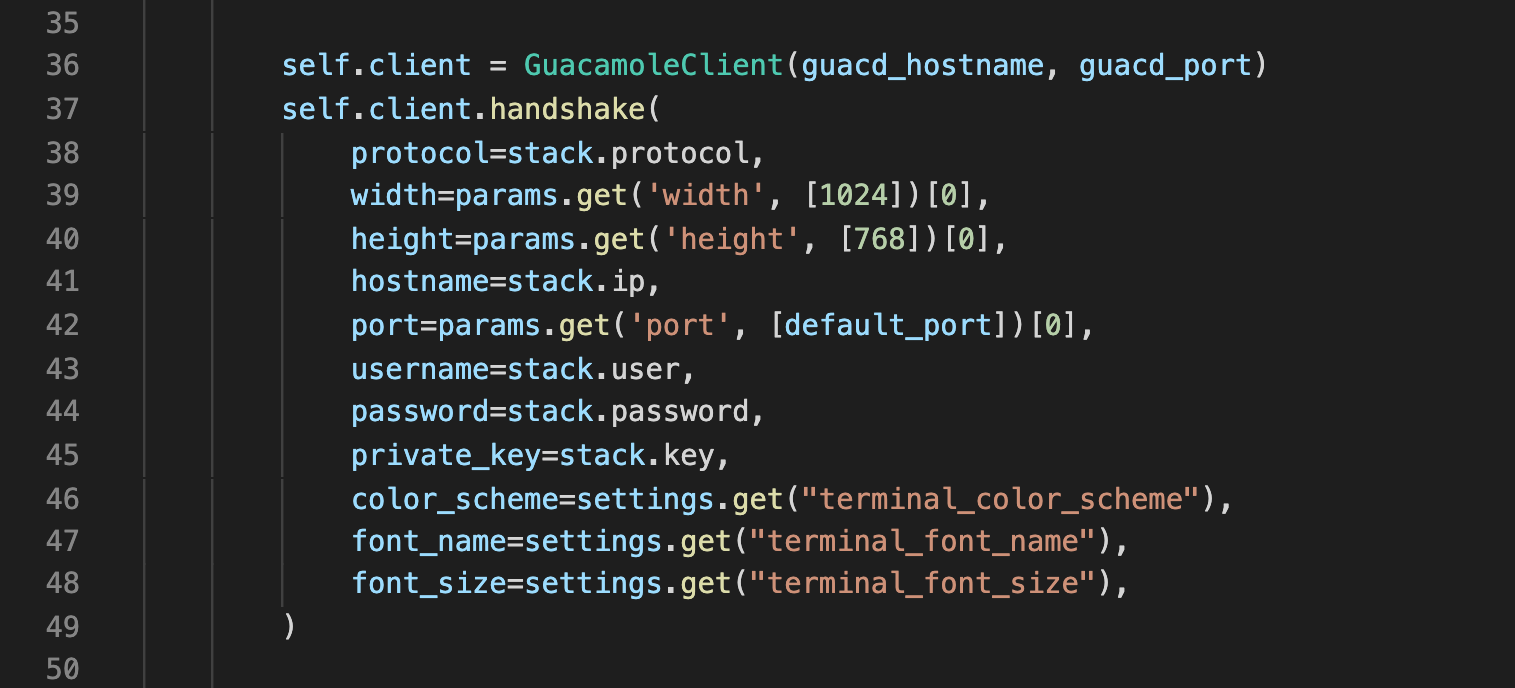 35
36 self.client = GuacamoleClient(guacd_hostname, guacd_port)
37 self.client.handshake(
38 protocol=stack.protocol,
39 width=params.get('width', [1024])[0],
40 height=params.get('height', [768])[0],
41 hostname=stack.ip,
42 port=params.get('port', [default_port])[0],
43 username=stack.user,
44 password=stack.password,
45 private_key=stack.key,
46 color_scheme=settings.get("terminal_color_scheme"),
47 font_name=settings.get("terminal_font_name"),
48 font_size=settings.get("terminal_font_size"),
49 )
50